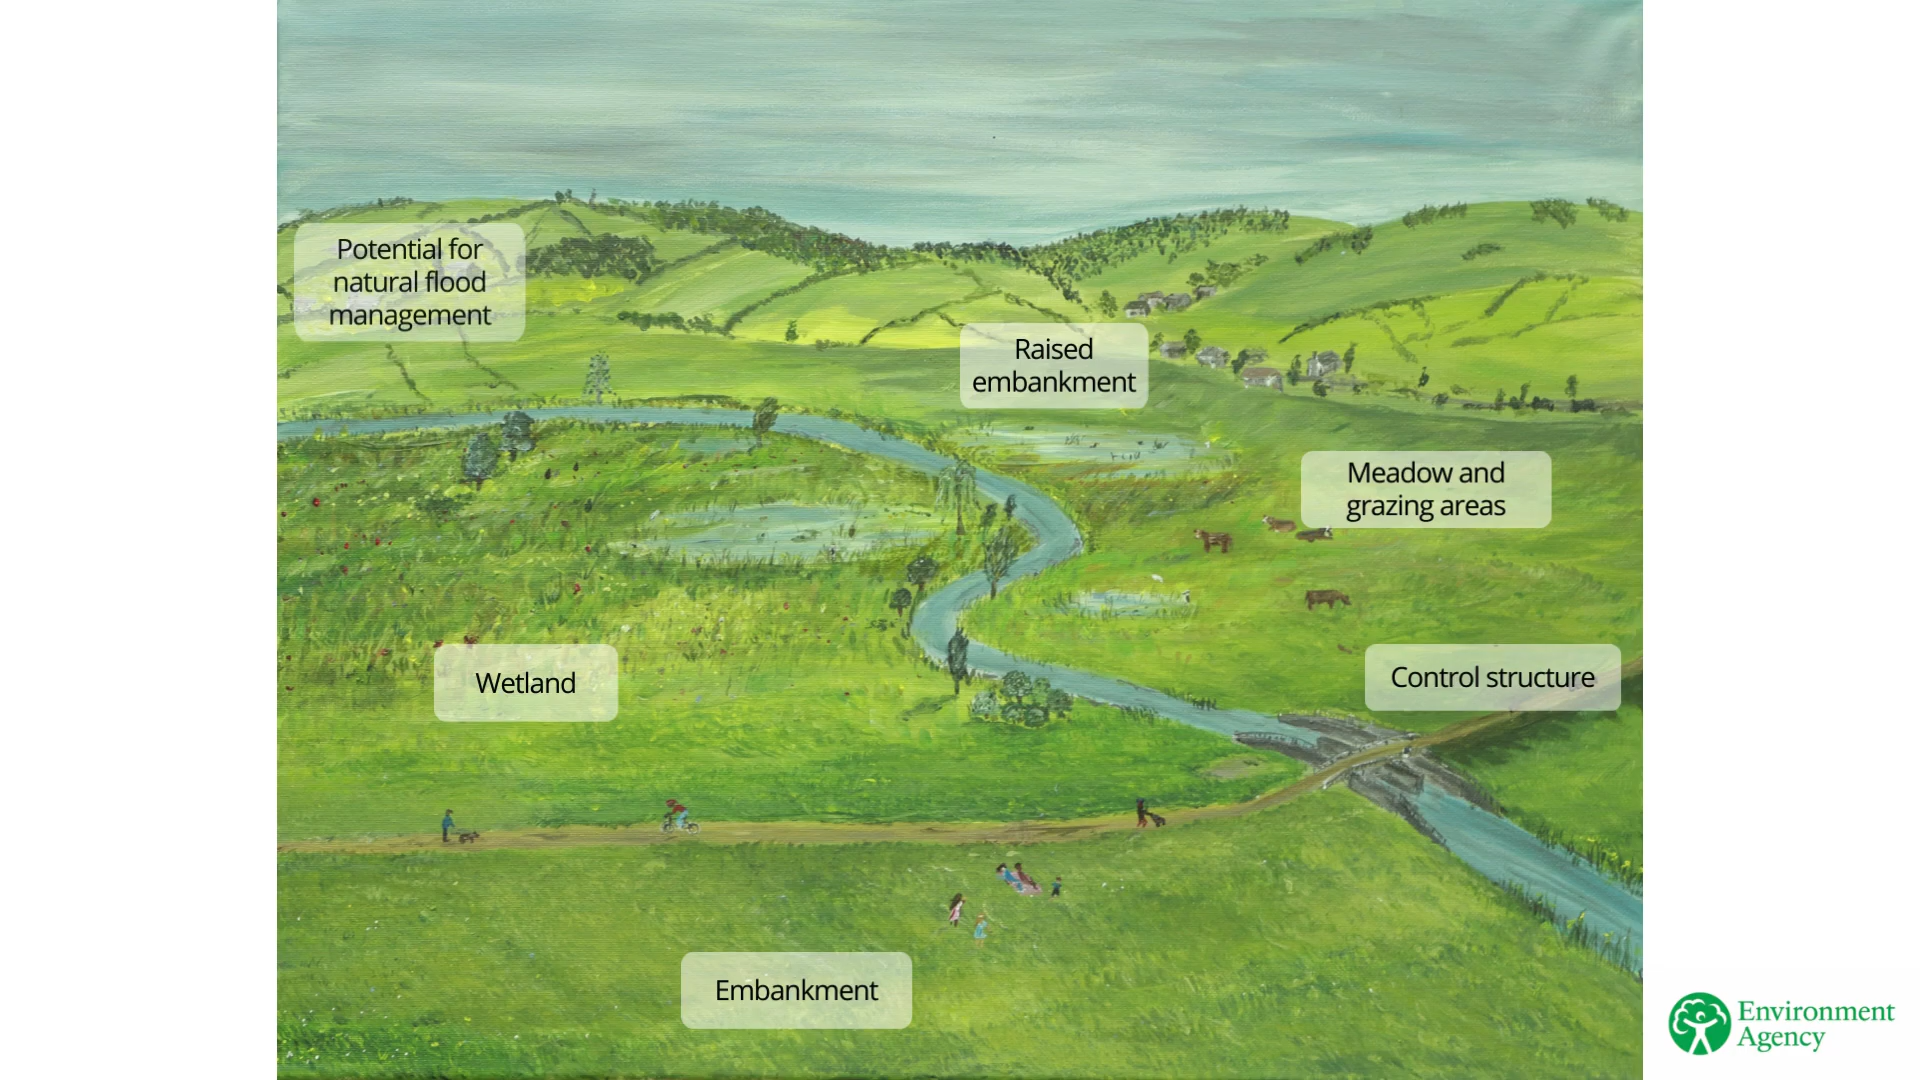 Potential for
natural flood
management
Raised
embankment
Meadow and
grazing areas
Wetland
Control structure
Embankment
Environment
Agency